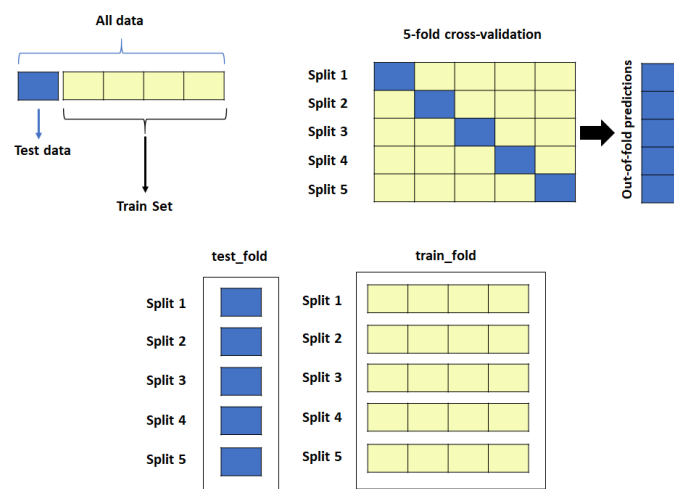 All data
Test data
Train Set
5-fold cross-validation
Split 1
Split 2
Split 3
Split 4
Split 5
Out-of-fold predictions
test_fold
Split 1
Split 2
Split 3
Split 4
Split 5
train_fold
Split 1
Split 2
Split 3
Split 4
Split 5